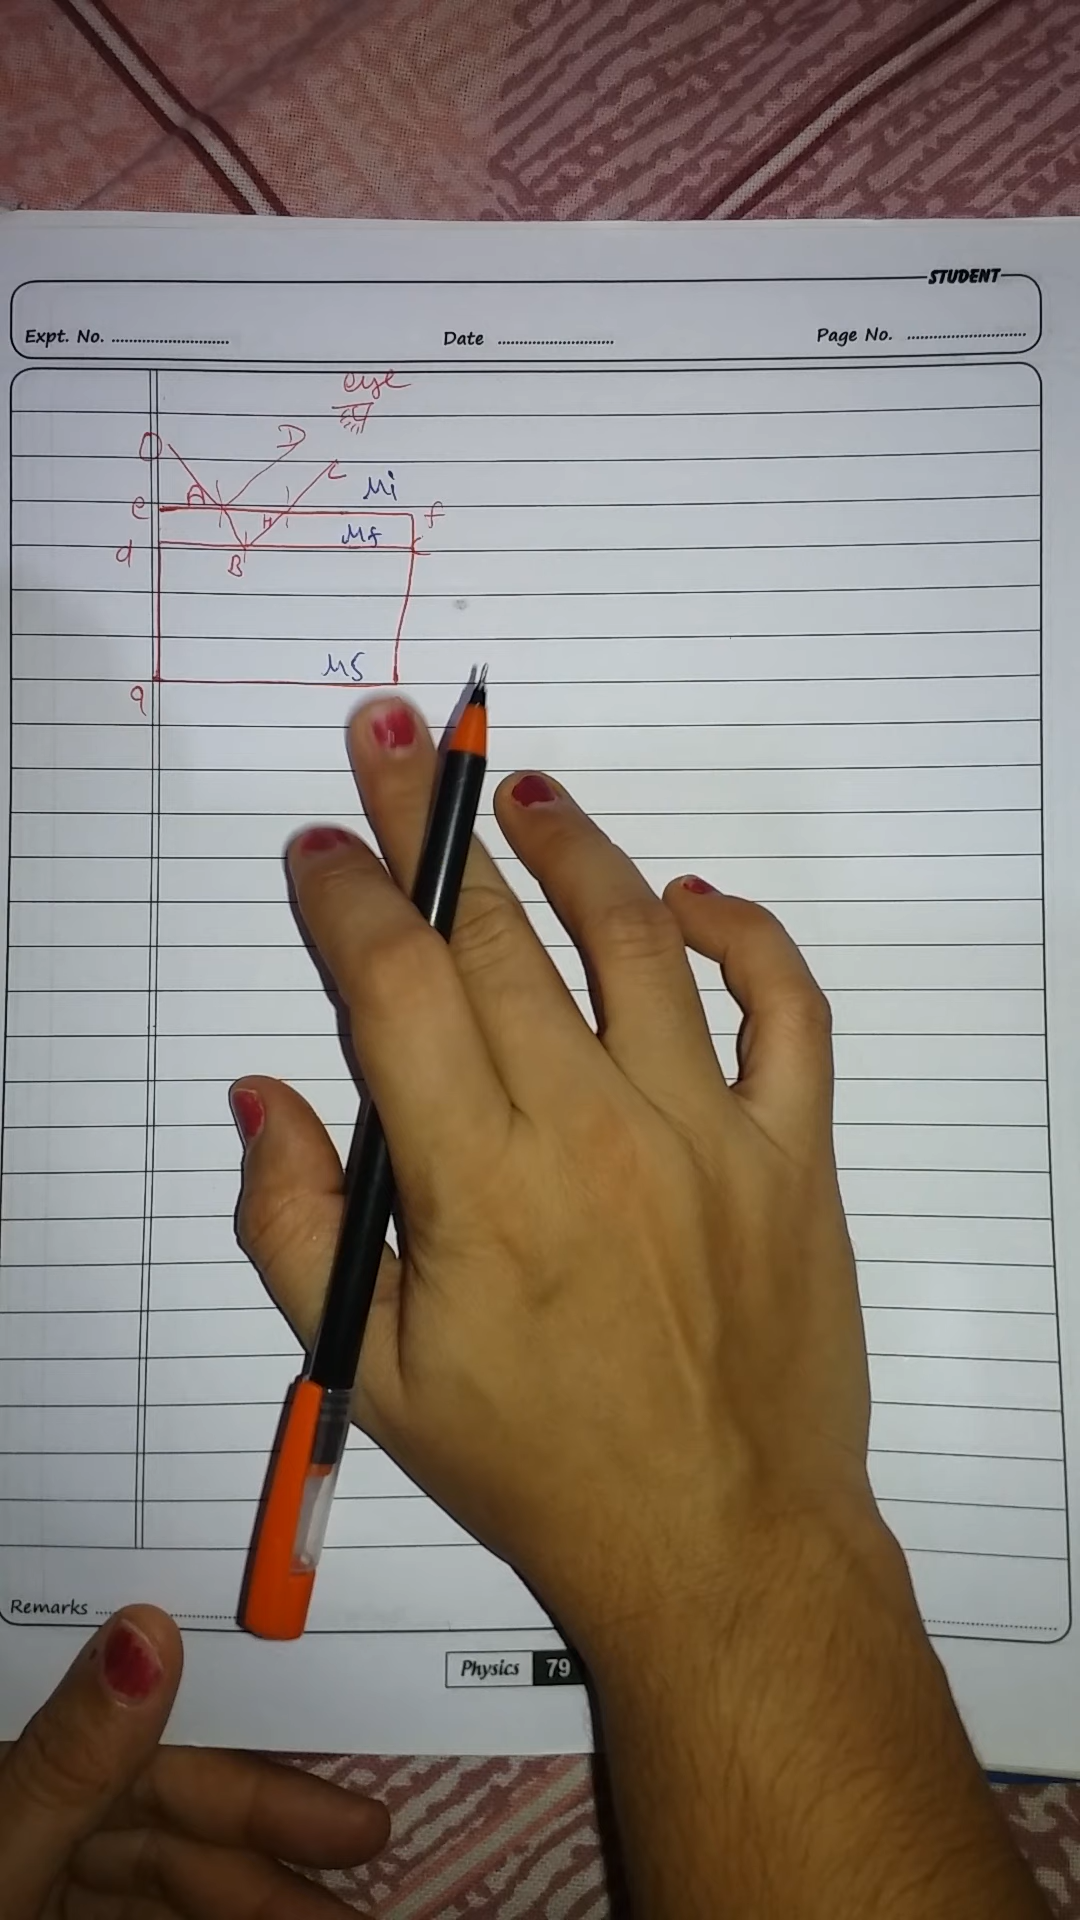 STUDENT
Expt. No. ............................ Date ............................ Page No. ............................
eye
O D
C
A μi
e H f
μf
d c
B
μs
q
Remarks ............
Physics 79